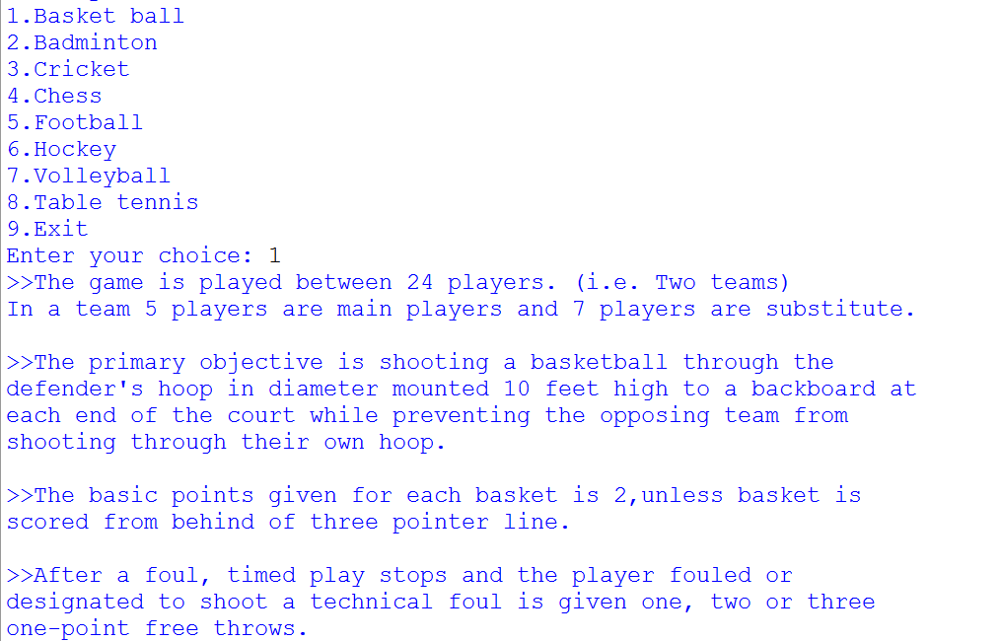 1.Basket ball
2.Badminton
3.Cricket
4.Chess
5.Football
6.Hockey
7.Volleyball
8.Table tennis
9.Exit
Enter your choice: 1
>>The game is played between 24 players. (i.e. Two teams)
In a team 5 players are main players and 7 players are substitute.
>>The primary objective is shooting a basketball through the
defender's hoop in diameter mounted 10 feet high to a backboard at
each end of the court while preventing the opposing team from
shooting through their own hoop.
>>The basic points given for each basket is 2,unless basket is
scored from behind of three pointer line.
>>After a foul, timed play stops and the player fouled or
designated to shoot a technical foul is given one, two or three
one-point free throws.